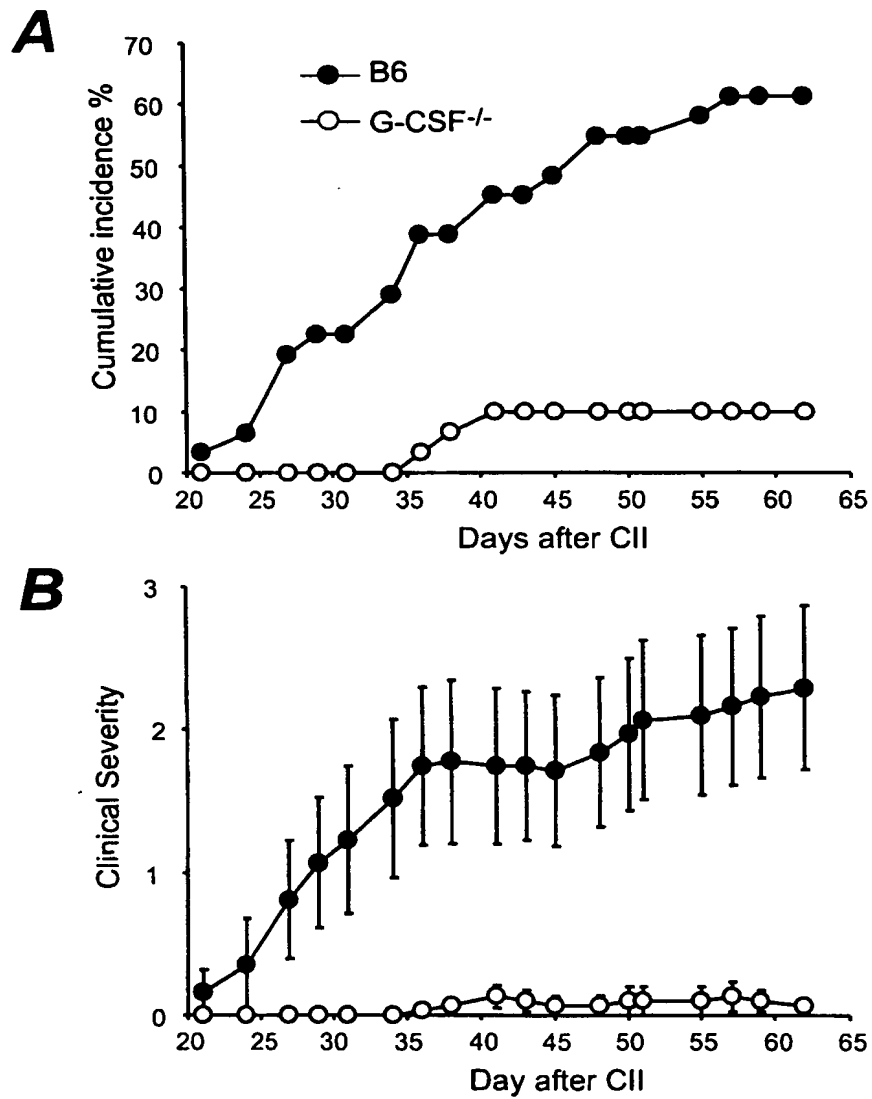 A
70
60
50
40
30
20
10
0
Cumulative incidence %
B6
G-CSF-/-
20 25 30 35 40 45 50 55 60 65
Days after CII
B
3
2
1
0
Clinical Severity
20 25 30 35 40 45 50 55 60 65
Day after CII